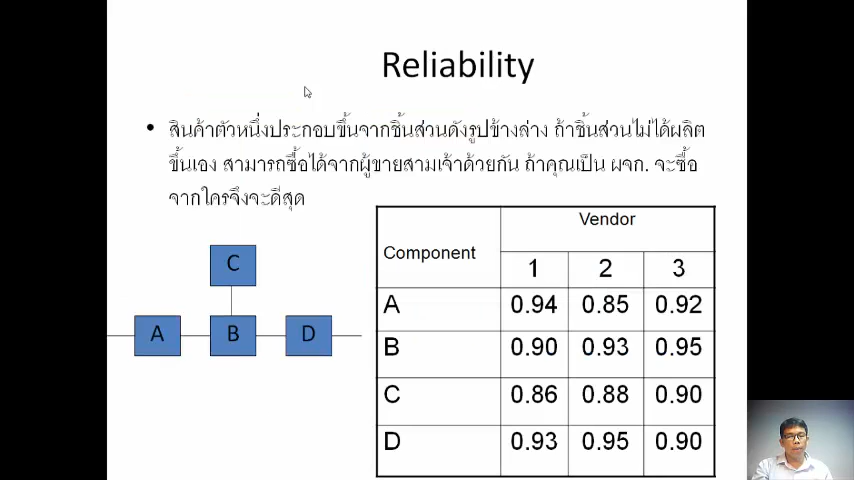 Reliability
• สินค้าตัวหนึ่งประกอบขึ้นจากชิ้นส่วนดังรูปข้างล่าง ถ้าชิ้นส่วนไม่ได้ผลิต
ขึ้นเอง สามารถซื้อได้จากผู้ขายสามเจ้าด้วยกัน ถ้าคุณเป็น ผจก. จะซื้อ
จากใครจึงจะดีสุด
C
A B D
Component Vendor
1 2 3
A 0.94 0.85 0.92
B 0.90 0.93 0.95
C 0.86 0.88 0.90
D 0.93 0.95 0.90